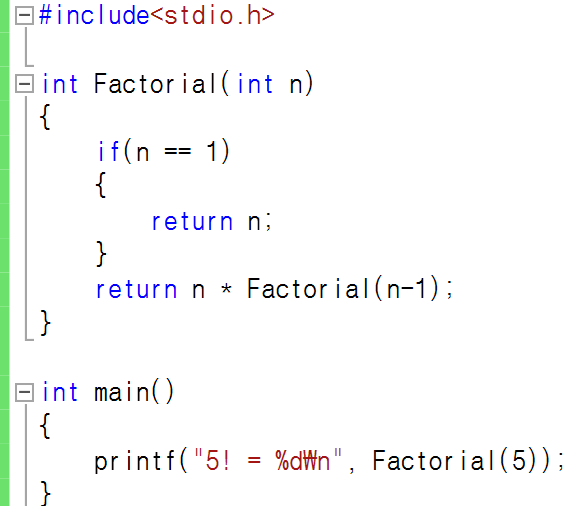 #include<stdio.h>
int Factorial(int n)
{
if(n == 1)
{
return n;
}
return n * Factorial(n-1);
}
int main()
{
printf("5! = %d₩n", Factorial(5));
}